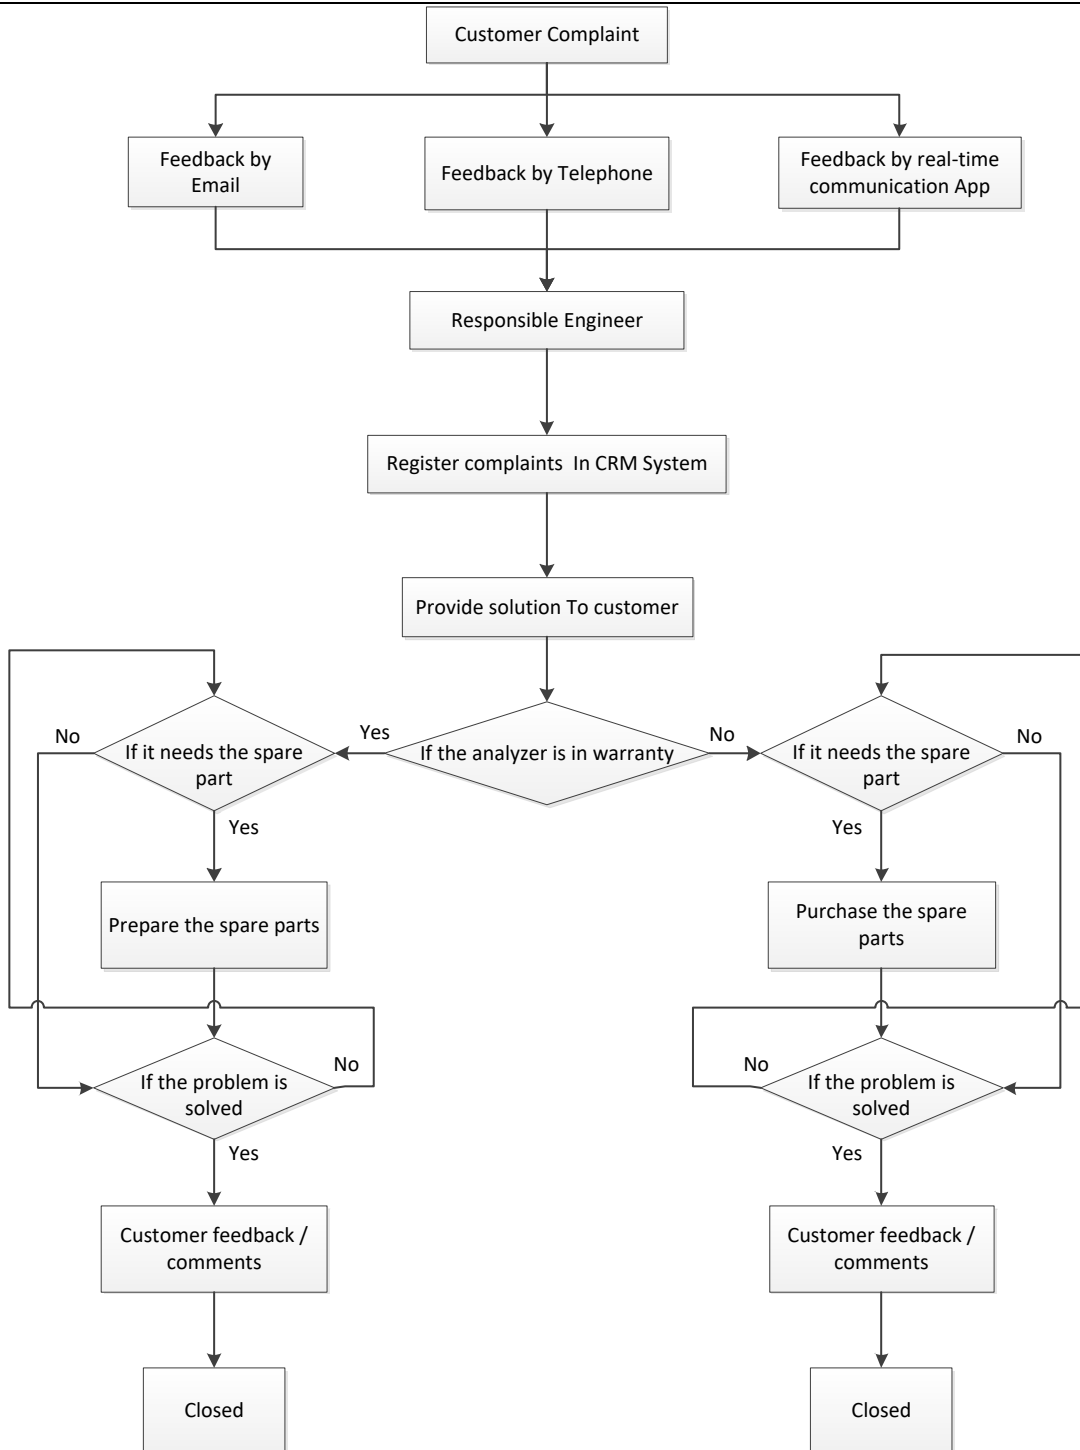 Customer Complaint
Feedback by
Email
Feedback by Telephone
Feedback by real-time
communication App
Responsible Engineer
Register complaints  In CRM System
Provide solution To customer
No
If it needs the spare
part
Yes
If the analyzer is in warranty
No
If it needs the spare
part
No
Yes
Yes
Prepare the spare parts
Purchase the spare
parts
If the problem is
solved
No
No
If the problem is
solved
Yes
Yes
Customer feedback /
comments
Customer feedback /
comments
Closed
Closed